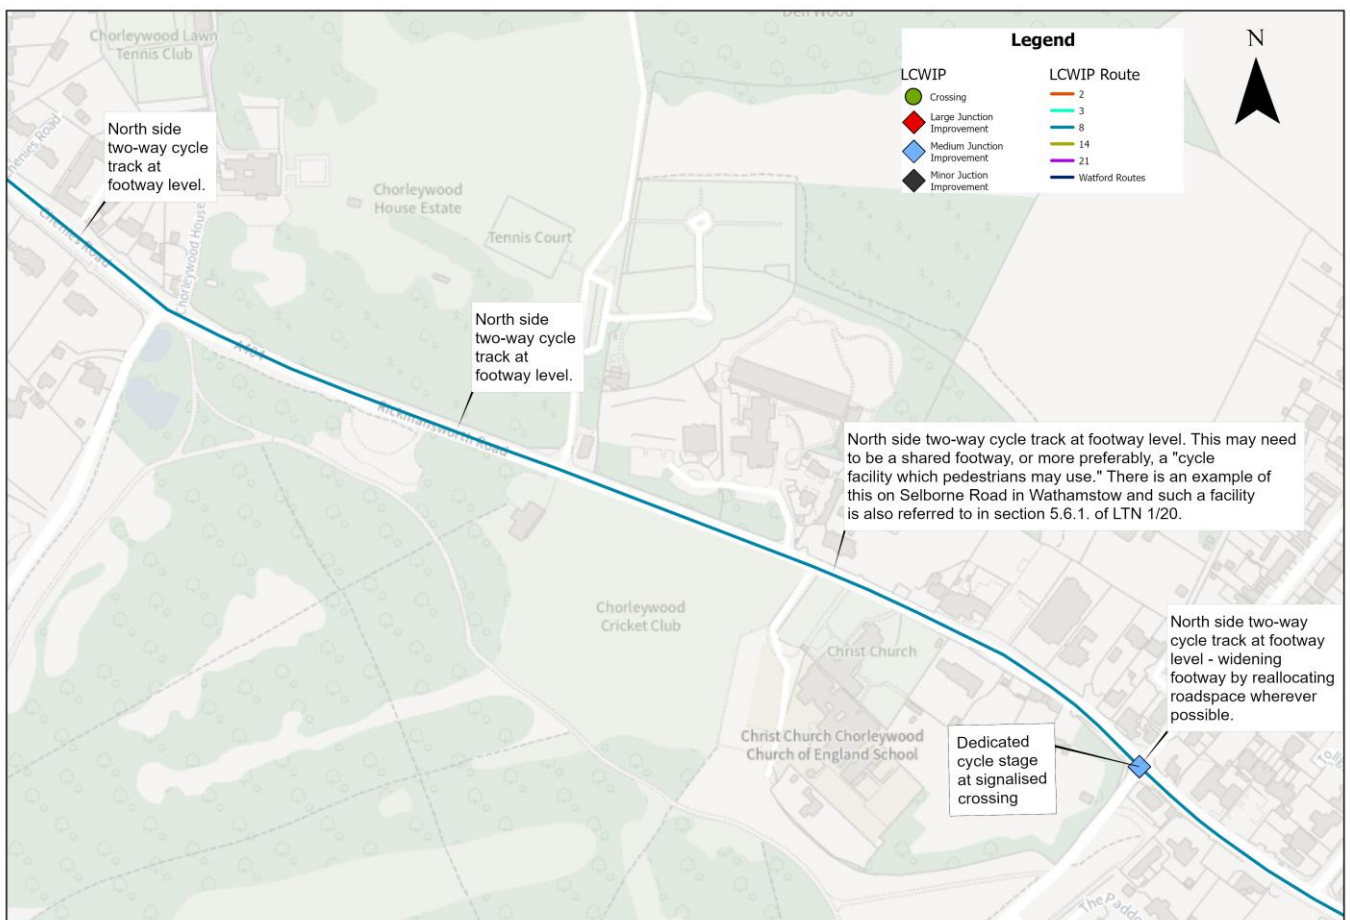 Den Wood
Chorleywood Lawn
Tennis Club
Legend
N
LCWIP
Crossing
Large Junction
Improvement
Medium Junction
Improvement
Minor Juction
Improvement
LCWIP Route
2
3
8
14
21
Watford Routes
Chenies Road
North side
two-way cycle
track at
footway level.
Chorleywood
House Estate
Chenies Road
Chorleywood House
Tennis Court
North side
two-way cycle
track at
footway level.
A404
Rickmansworth Road
North side two-way cycle track at footway level. This may need
to be a shared footway, or more preferably, a "cycle
facility which pedestrians may use." There is an example of
this on Selborne Road in Wathamstow and such a facility
is also referred to in section 5.6.1. of LTN 1/20.
Chorleywood
Cricket Club
Christ Church
North side two-way
cycle track at footway
level - widening
footway by reallocating
roadspace wherever
possible.
Christ Church Chorleywood
Church of England School
Dedicated
cycle stage
at signalised
crossing
The Paddo